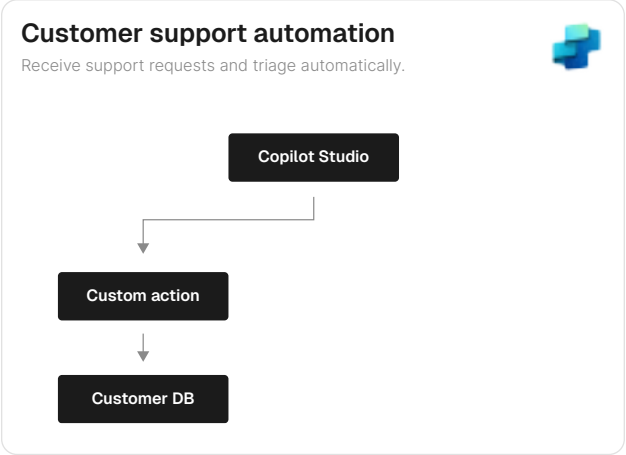 Customer support automation
Receive support requests and triage automatically.
Copilot Studio
Custom action
Customer DB